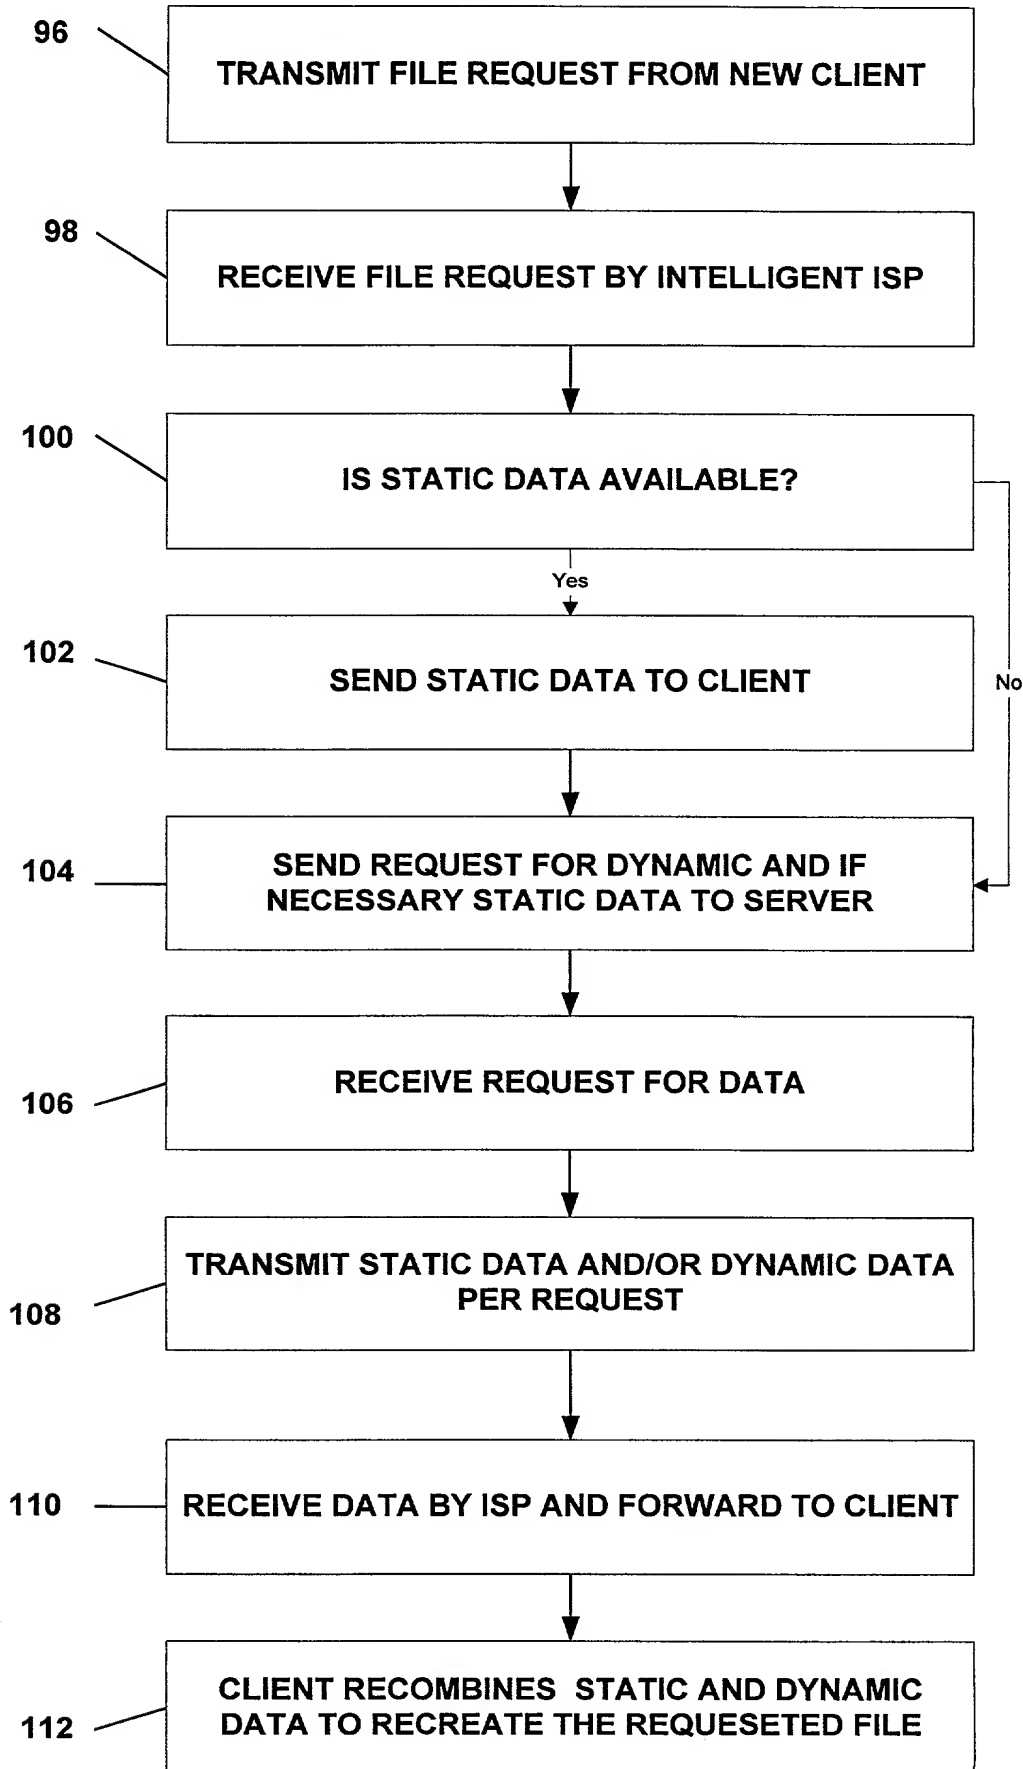 96
TRANSMIT FILE REQUEST FROM NEW CLIENT
98
RECEIVE FILE REQUEST BY INTELLIGENT ISP
100
IS STATIC DATA AVAILABLE?
Yes
102
SEND STATIC DATA TO CLIENT
No
104
SEND REQUEST FOR DYNAMIC AND IF
NECESSARY STATIC DATA TO SERVER
106
RECEIVE REQUEST FOR DATA
108
TRANSMIT STATIC DATA AND/OR DYNAMIC DATA
PER REQUEST
110
RECEIVE DATA BY ISP AND FORWARD TO CLIENT
112
CLIENT RECOMBINES STATIC AND DYNAMIC
DATA TO RECREATE THE REQUESETED FILE